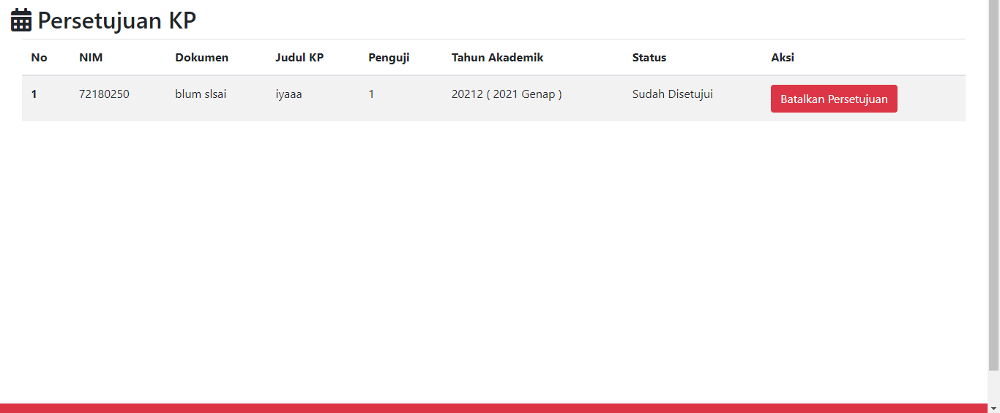 Persetujuan KP
No NIM Dokumen Judul KP Penguji Tahun Akademik Status Aksi
1 72180250 blum slsai iyaaa 1 20212 ( 2021 Genap ) Sudah Disetujui Batalkan Persetujuan